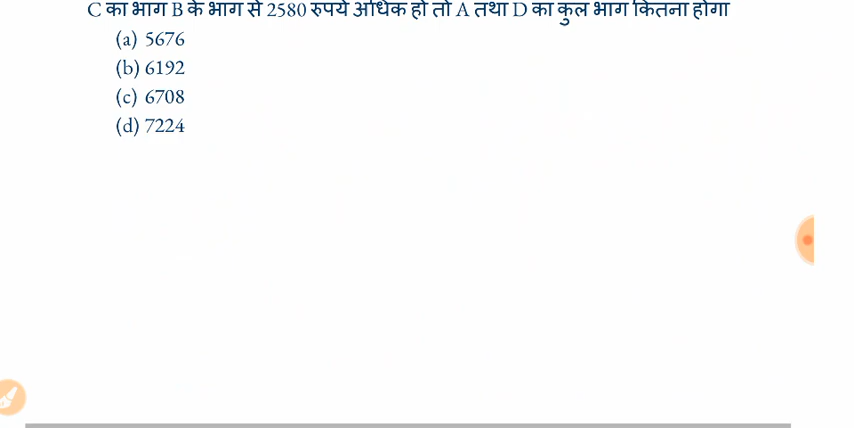 C का भाग B के भाग से 2580 रुपये अधिक हो तो A तथा D का कुल भाग कितना होगा
(a) 5676
(b) 6192
(c) 6708
(d) 7224